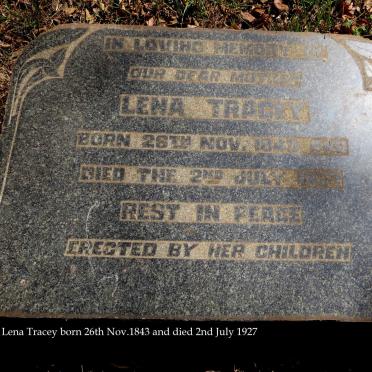 IN LOVING MEMORY
OUR DEAR MOTHER
LENA TRACEY
BORN 26TH NOV. 1843
DIED THE 2ND JULY
REST IN PEACE
ERECTED BY HER CHILDREN
Lena Tracey born 26th Nov.1843 and died 2nd July 1927